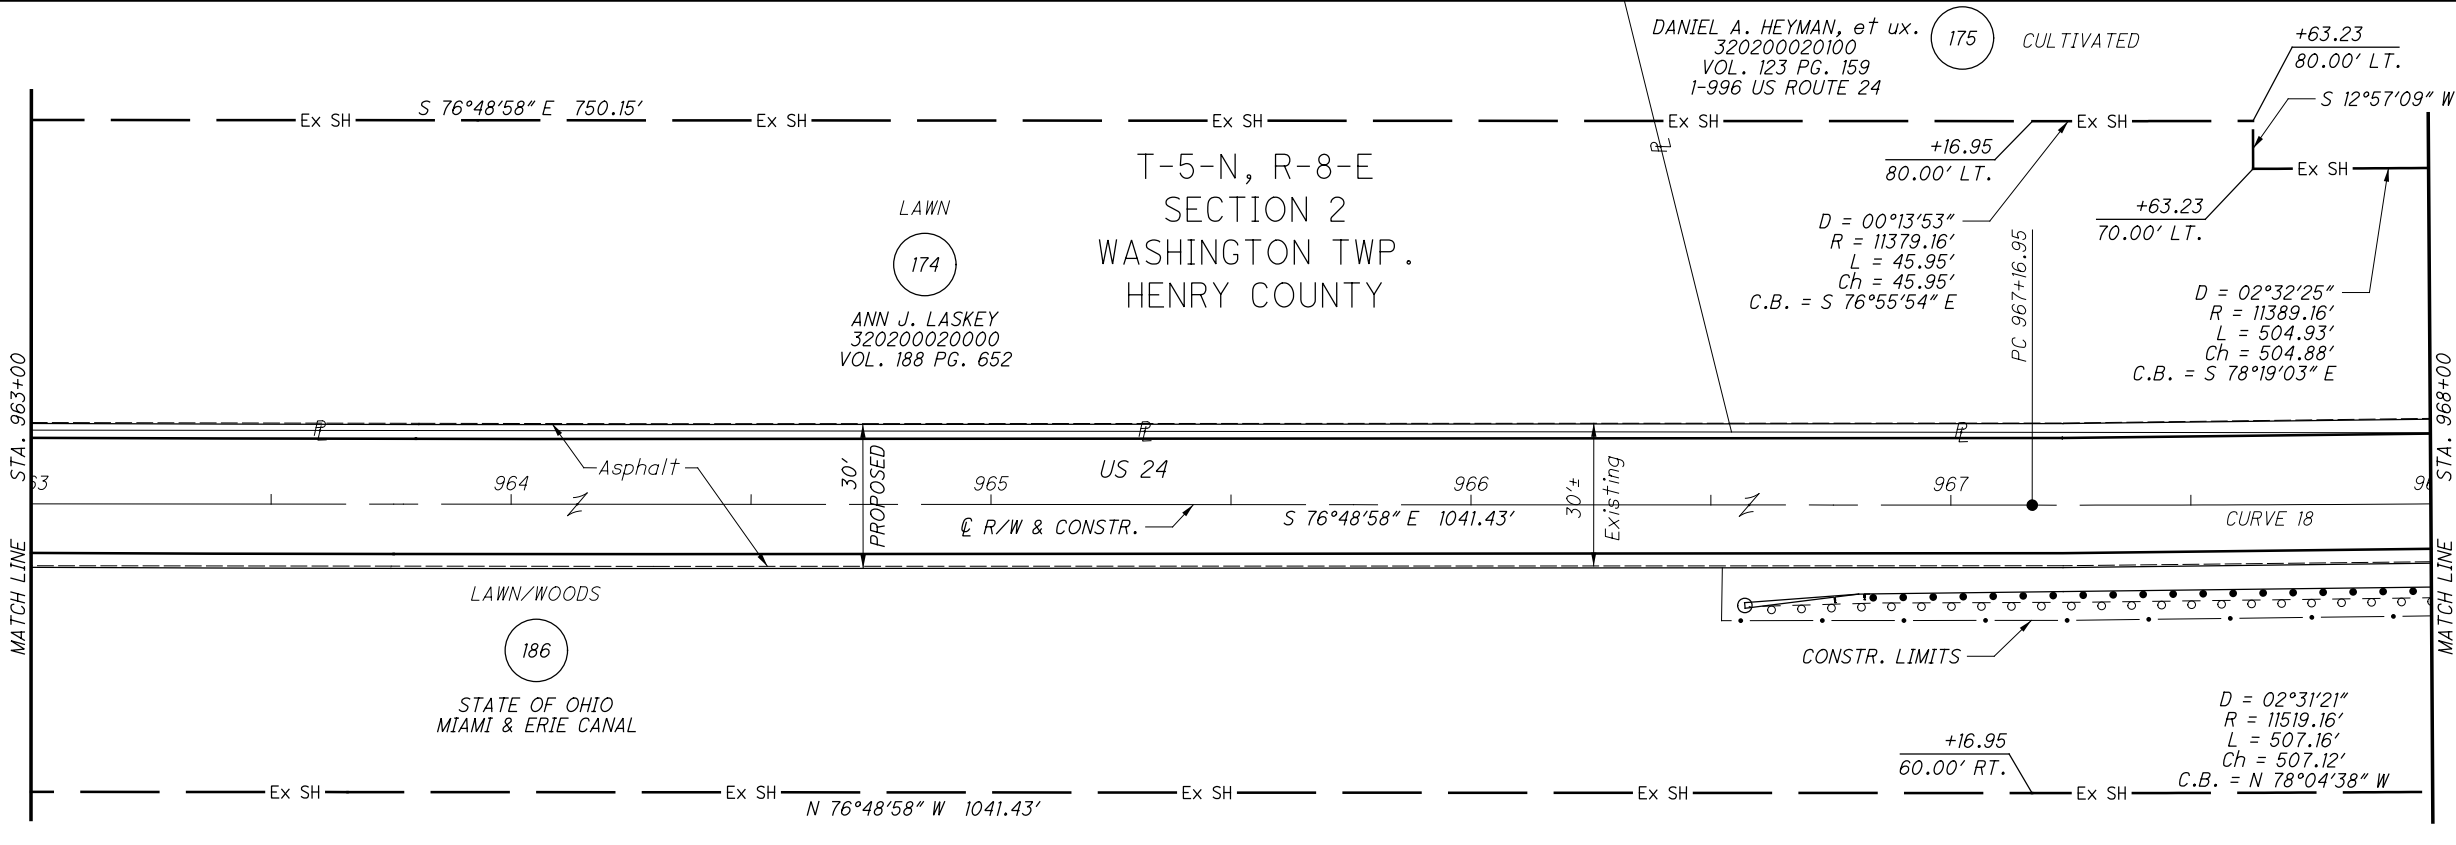 DANIEL A. HEYMAN, et ux.
320200020100
VOL. 123 PG. 159
1-996 US ROUTE 24
175
CULTIVATED
+63.23
80.00' LT.
S 12°57'09" W
S 76°48'58" E 750.15'
Ex SH
Ex SH
Ex SH
Ex SH
Ex SH
Ex SH
+16.95
80.00' LT.
+63.23
70.00' LT.
T-5-N, R-8-E
SECTION 2
WASHINGTON TWP.
HENRY COUNTY
LAWN
174
ANN J. LASKEY
320200020000
VOL. 188 PG. 652
D = 00°13'53"
R = 11379.16'
L = 45.95'
Ch = 45.95'
C.B. = S 76°55'54" E
PC 967+16.95
D = 02°32'25"
R = 11389.16'
L = 504.93'
Ch = 504.88'
C.B. = S 78°19'03" E
MATCH LINE STA. 963+00
MATCH LINE STA. 968+00
PL
PL
PL
PL
Asphalt
US 24
30'
PROPOSED
30'±
Existing
63
964
965
966
967
96
℄ R/W & CONSTR.
S 76°48'58" E 1041.43'
CURVE 18
LAWN/WOODS
186
STATE OF OHIO
MIAMI & ERIE CANAL
CONSTR. LIMITS
+16.95
60.00' RT.
D = 02°31'21"
R = 11519.16'
L = 507.16'
Ch = 507.12'
C.B. = N 78°04'38" W
Ex SH
Ex SH
Ex SH
Ex SH
Ex SH
N 76°48'58" W 1041.43'